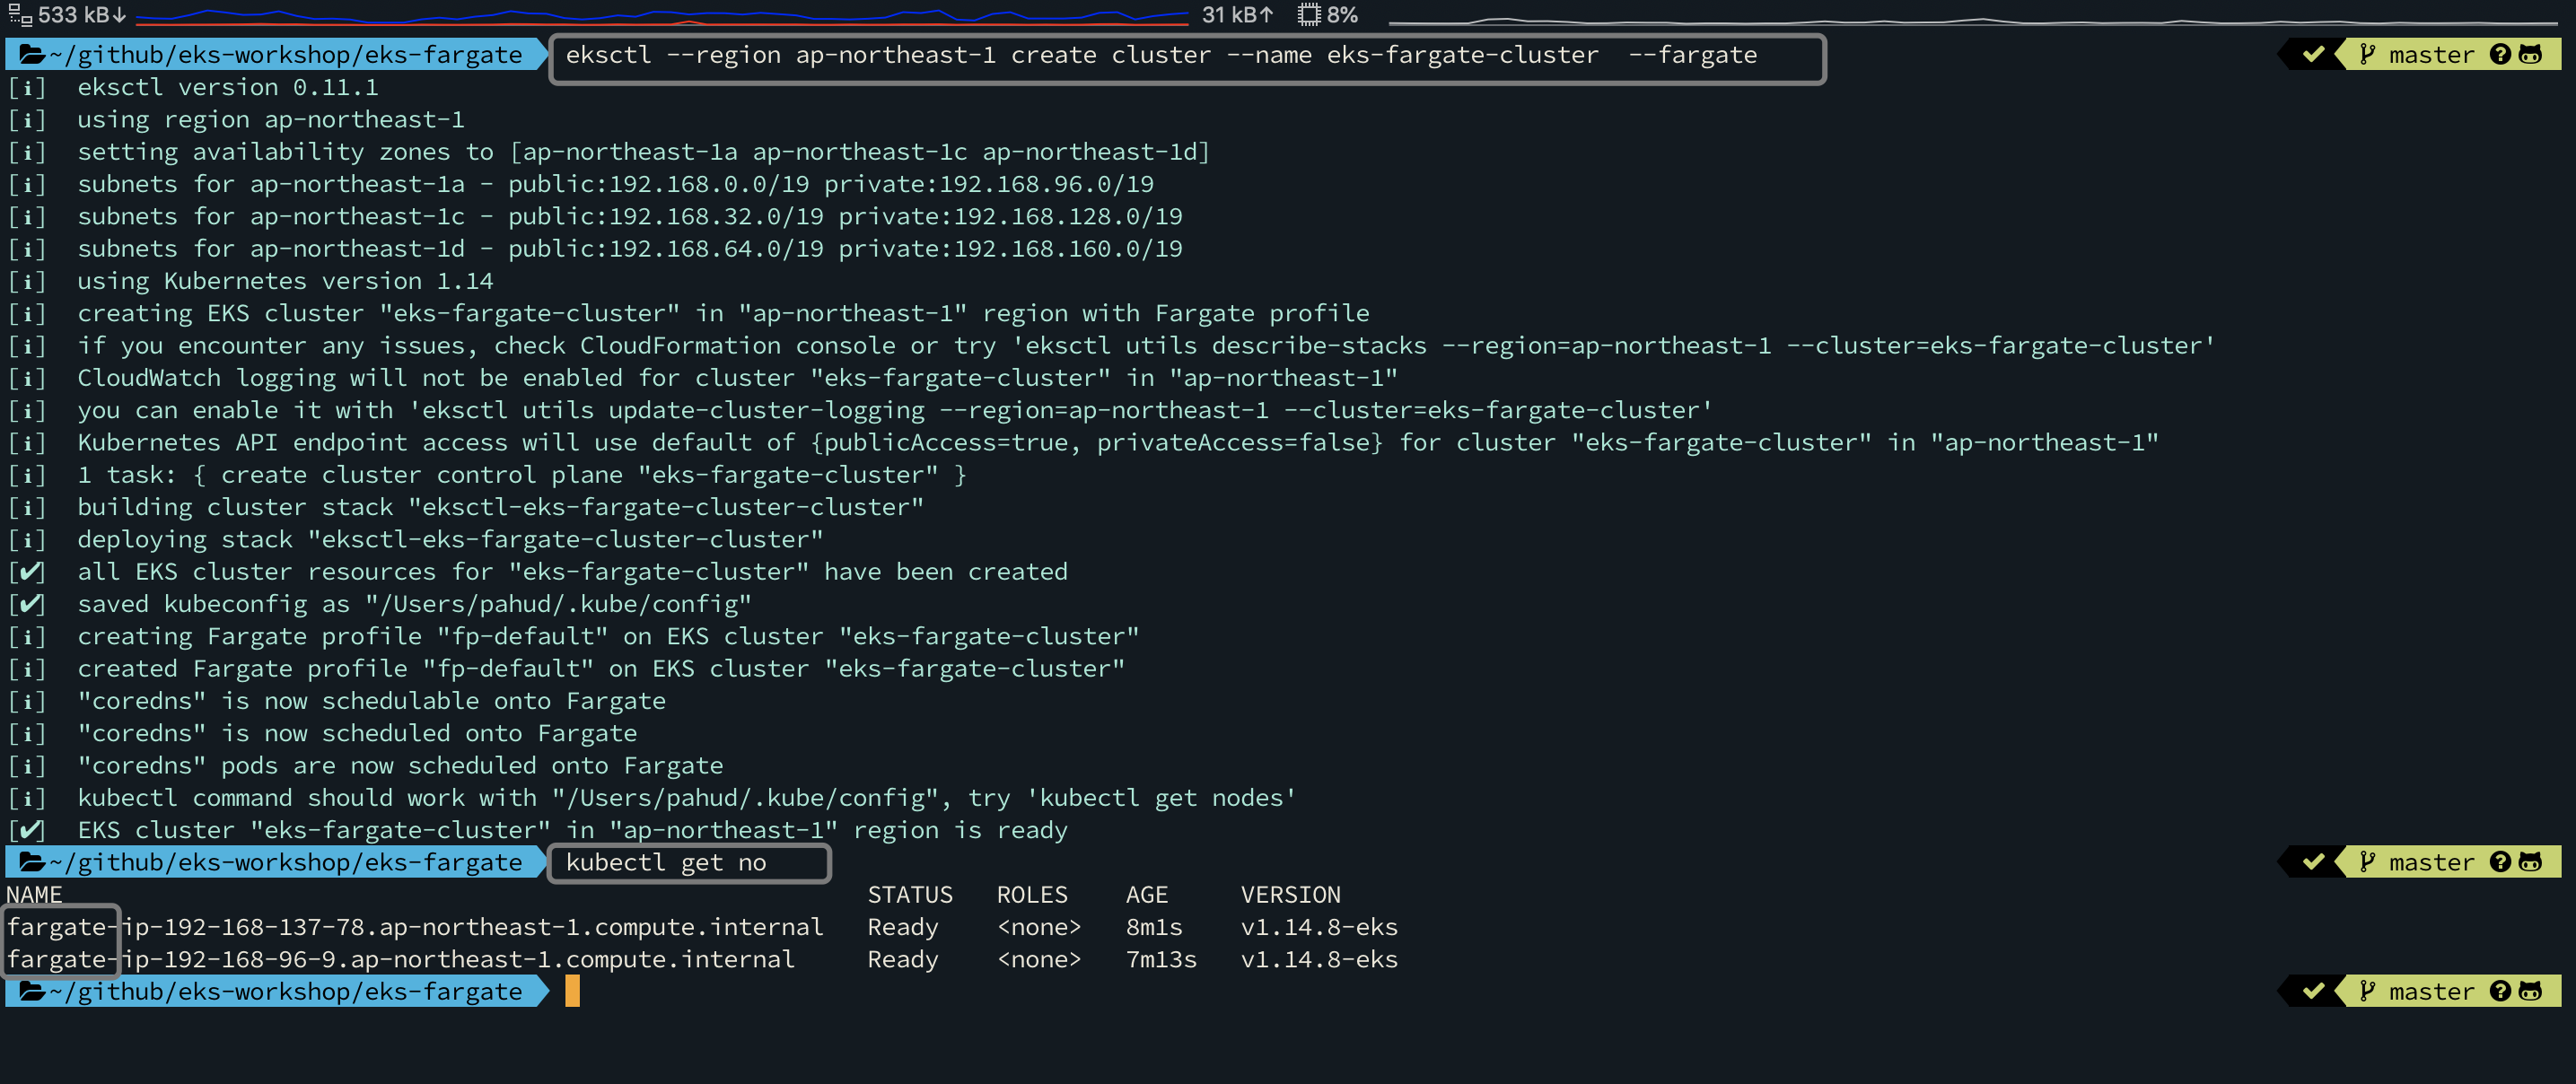 533 kB↓ 31 kB↑ 8%
~/github/eks-workshop/eks-fargate eksctl --region ap-northeast-1 create cluster --name eks-fargate-cluster  --fargate master
[i]  eksctl version 0.11.1
[i]  using region ap-northeast-1
[i]  setting availability zones to [ap-northeast-1a ap-northeast-1c ap-northeast-1d]
[i]  subnets for ap-northeast-1a - public:192.168.0.0/19 private:192.168.96.0/19
[i]  subnets for ap-northeast-1c - public:192.168.32.0/19 private:192.168.128.0/19
[i]  subnets for ap-northeast-1d - public:192.168.64.0/19 private:192.168.160.0/19
[i]  using Kubernetes version 1.14
[i]  creating EKS cluster "eks-fargate-cluster" in "ap-northeast-1" region with Fargate profile
[i]  if you encounter any issues, check CloudFormation console or try 'eksctl utils describe-stacks --region=ap-northeast-1 --cluster=eks-fargate-cluster'
[i]  CloudWatch logging will not be enabled for cluster "eks-fargate-cluster" in "ap-northeast-1"
[i]  you can enable it with 'eksctl utils update-cluster-logging --region=ap-northeast-1 --cluster=eks-fargate-cluster'
[i]  Kubernetes API endpoint access will use default of {publicAccess=true, privateAccess=false} for cluster "eks-fargate-cluster" in "ap-northeast-1"
[i]  1 task: { create cluster control plane "eks-fargate-cluster" }
[i]  building cluster stack "eksctl-eks-fargate-cluster-cluster"
[i]  deploying stack "eksctl-eks-fargate-cluster-cluster"
[✔]  all EKS cluster resources for "eks-fargate-cluster" have been created
[✔]  saved kubeconfig as "/Users/pahud/.kube/config"
[i]  creating Fargate profile "fp-default" on EKS cluster "eks-fargate-cluster"
[i]  created Fargate profile "fp-default" on EKS cluster "eks-fargate-cluster"
[i]  "coredns" is now schedulable onto Fargate
[i]  "coredns" is now scheduled onto Fargate
[i]  "coredns" pods are now scheduled onto Fargate
[i]  kubectl command should work with "/Users/pahud/.kube/config", try 'kubectl get nodes'
[✔]  EKS cluster "eks-fargate-cluster" in "ap-northeast-1" region is ready
~/github/eks-workshop/eks-fargate kubectl get no master
NAME STATUS ROLES AGE VERSION
fargate-ip-192-168-137-78.ap-northeast-1.compute.internal Ready <none> 8m1s v1.14.8-eks
fargate-ip-192-168-96-9.ap-northeast-1.compute.internal Ready <none> 7m13s v1.14.8-eks
~/github/eks-workshop/eks-fargate master